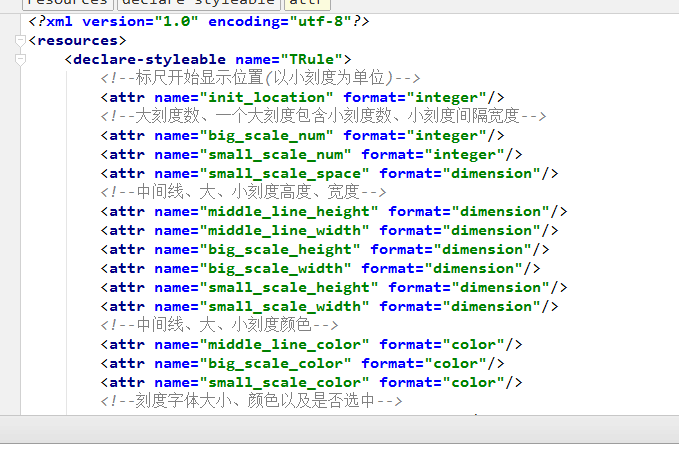 resources declare-styleable attr
<?xml version="1.0" encoding="utf-8"?>
<resources>
<declare-styleable name="TRule">
<!--标尺开始显示位置(以小刻度为单位)-->
<attr name="init_location" format="integer"/>
<!--大刻度数、一个大刻度包含小刻度数、小刻度间隔宽度-->
<attr name="big_scale_num" format="integer"/>
<attr name="small_scale_num" format="integer"/>
<attr name="small_scale_space" format="dimension"/>
<!--中间线、大、小刻度高度、宽度-->
<attr name="middle_line_height" format="dimension"/>
<attr name="middle_line_width" format="dimension"/>
<attr name="big_scale_height" format="dimension"/>
<attr name="big_scale_width" format="dimension"/>
<attr name="small_scale_height" format="dimension"/>
<attr name="small_scale_width" format="dimension"/>
<!--中间线、大、小刻度颜色-->
<attr name="middle_line_color" format="color"/>
<attr name="big_scale_color" format="color"/>
<attr name="small_scale_color" format="color"/>
<!--刻度字体大小、颜色以及是否选中-->